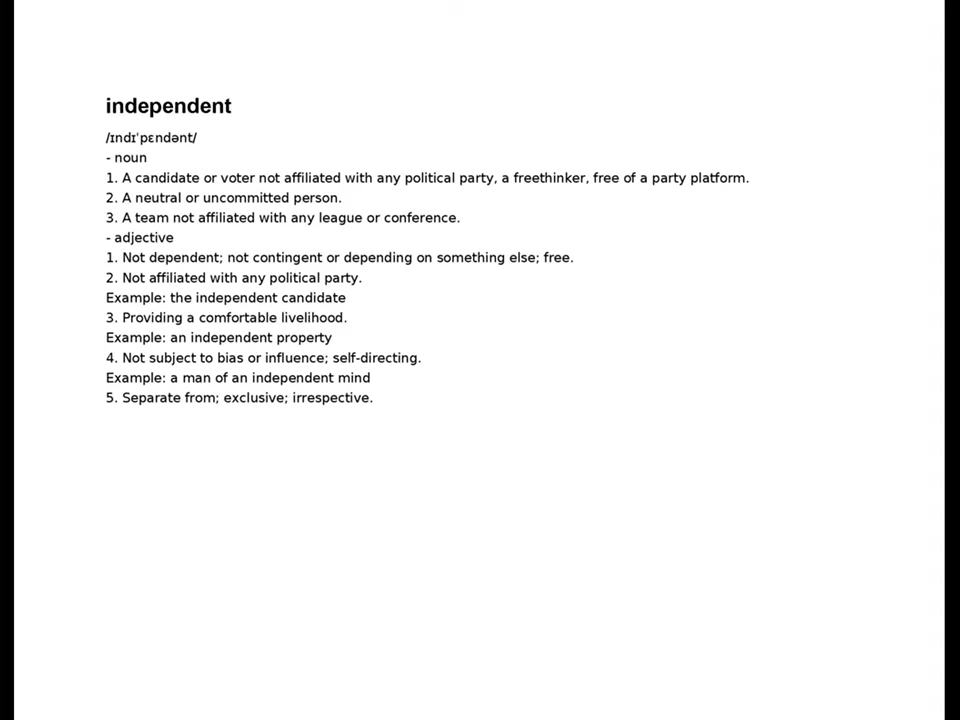 independent
/ɪndɪˈpɛndənt/
- noun
1. A candidate or voter not affiliated with any political party, a freethinker, free of a party platform.
2. A neutral or uncommitted person.
3. A team not affiliated with any league or conference.
- adjective
1. Not dependent; not contingent or depending on something else; free.
2. Not affiliated with any political party.
Example: the independent candidate
3. Providing a comfortable livelihood.
Example: an independent property
4. Not subject to bias or influence; self-directing.
Example: a man of an independent mind
5. Separate from; exclusive; irrespective.